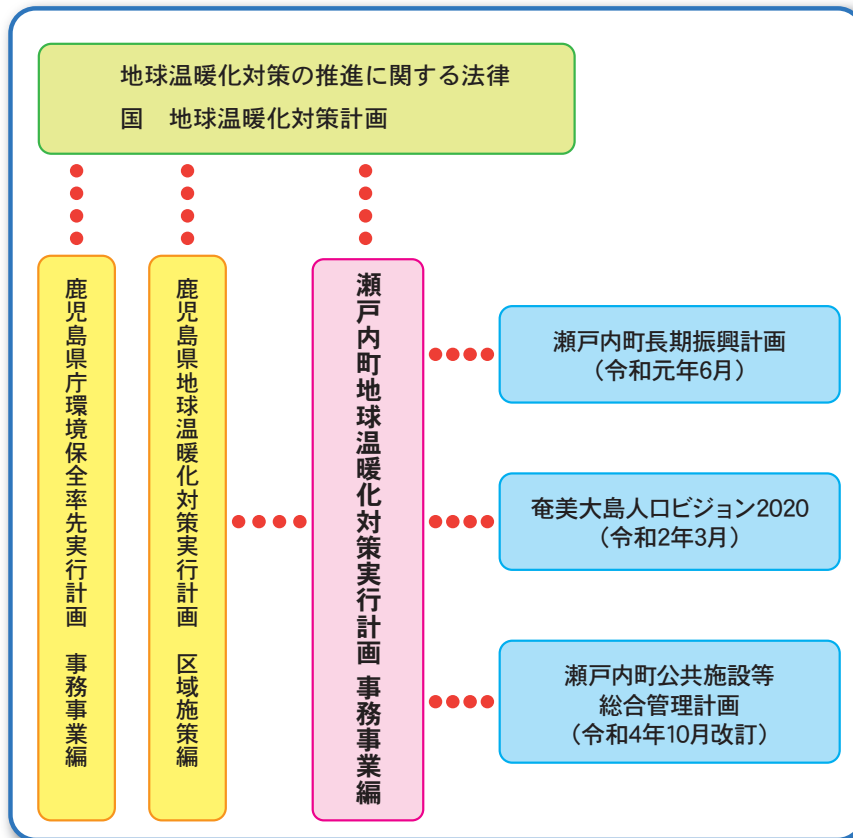 地球温暖化対策の推進に関する法律
国　地球温暖化対策計画
鹿児島県庁環境保全率先実行計画　事務事業編
鹿児島県地球温暖化対策実行計画　区域施策編
瀬戸内町地球温暖化対策実行計画 事務事業編
瀬戸内町長期振興計画
（令和元年6月）
奄美大島人口ビジョン2020
（令和2年3月）
瀬戸内町公共施設等
総合管理計画
（令和4年10月改訂）